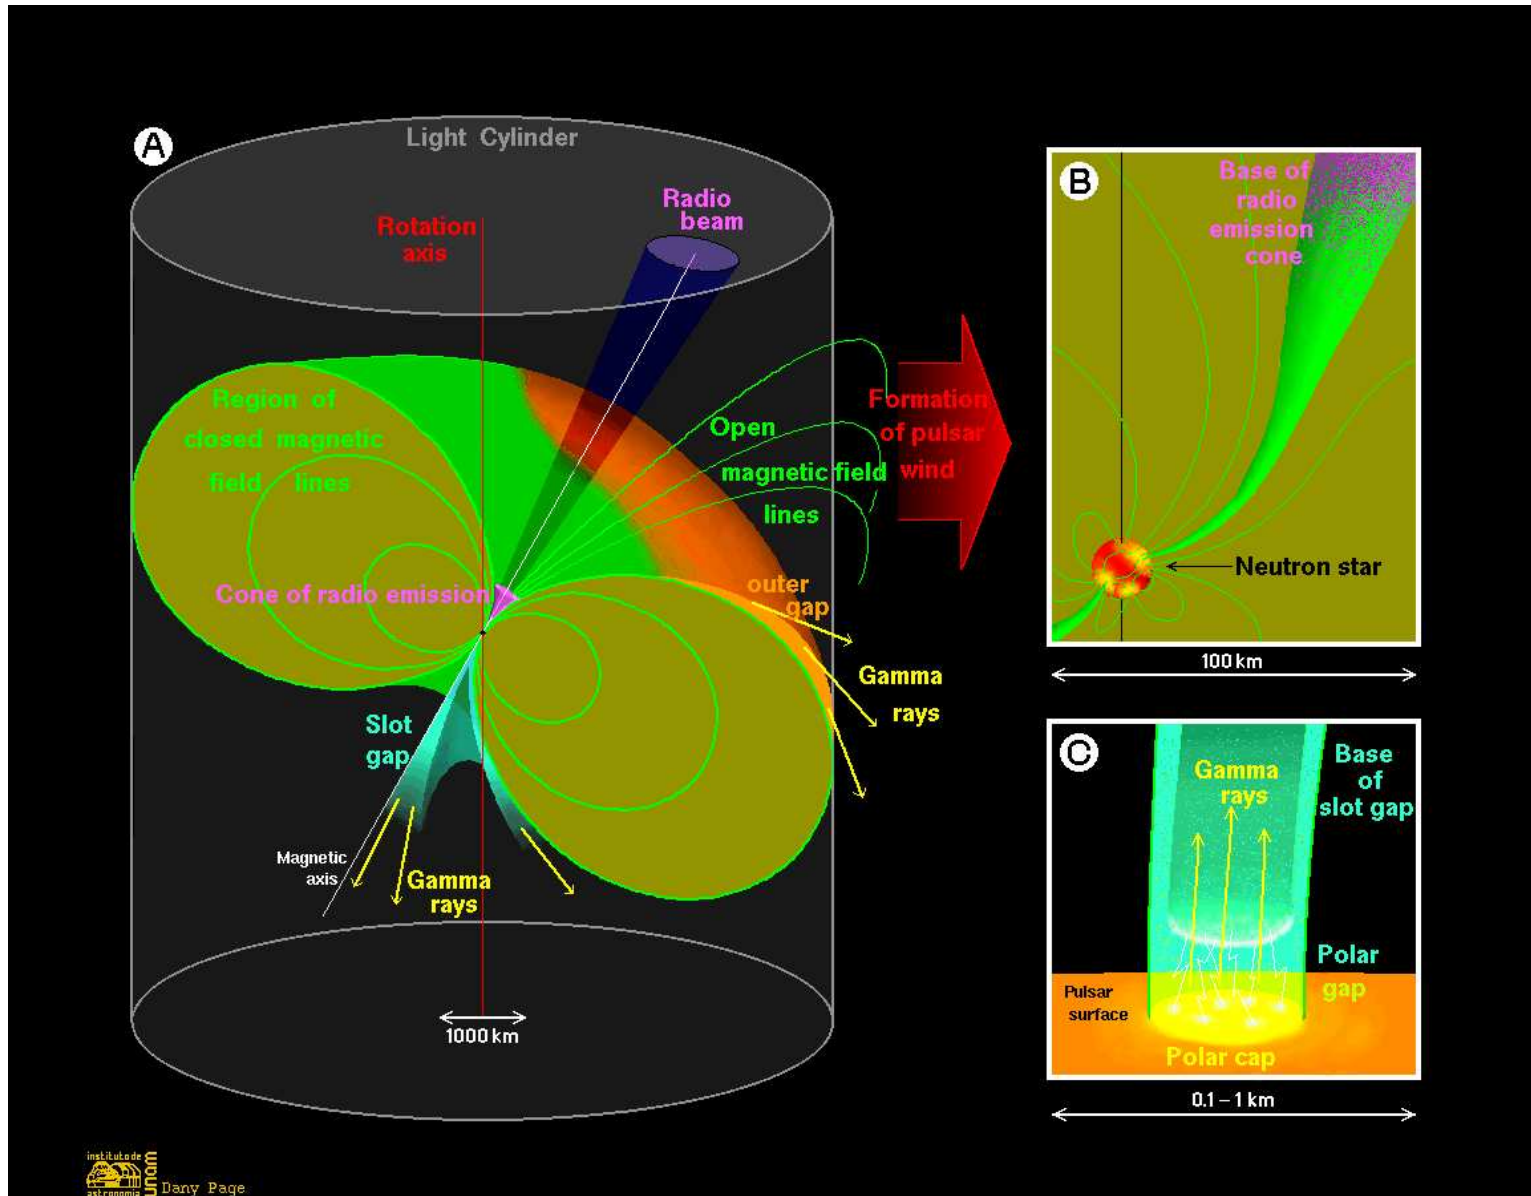 A
Light Cylinder
Radio
beam
Rotation
axis
Region of
closed magnetic
field lines
Open
magnetic field
lines
Formation
of pulsar
wind
Cone of radio emission
outer
gap
Gamma
rays
Slot
gap
Magnetic
axis
Gamma
rays
1000 km
B
Base of
radio
emission
cone
Neutron star
100 km
C
Gamma
rays
Base
of
slot gap
Polar
gap
Pulsar
surface
Polar cap
0.1 – 1 km
instituto de
astronomia
unam
Dany Page